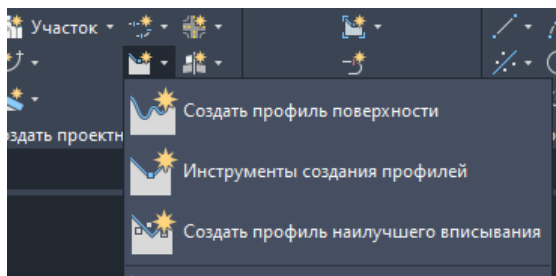 Участок
здать проектн
Создать профиль поверхности
Инструменты создания профилей
Создать профиль наилучшего вписывания